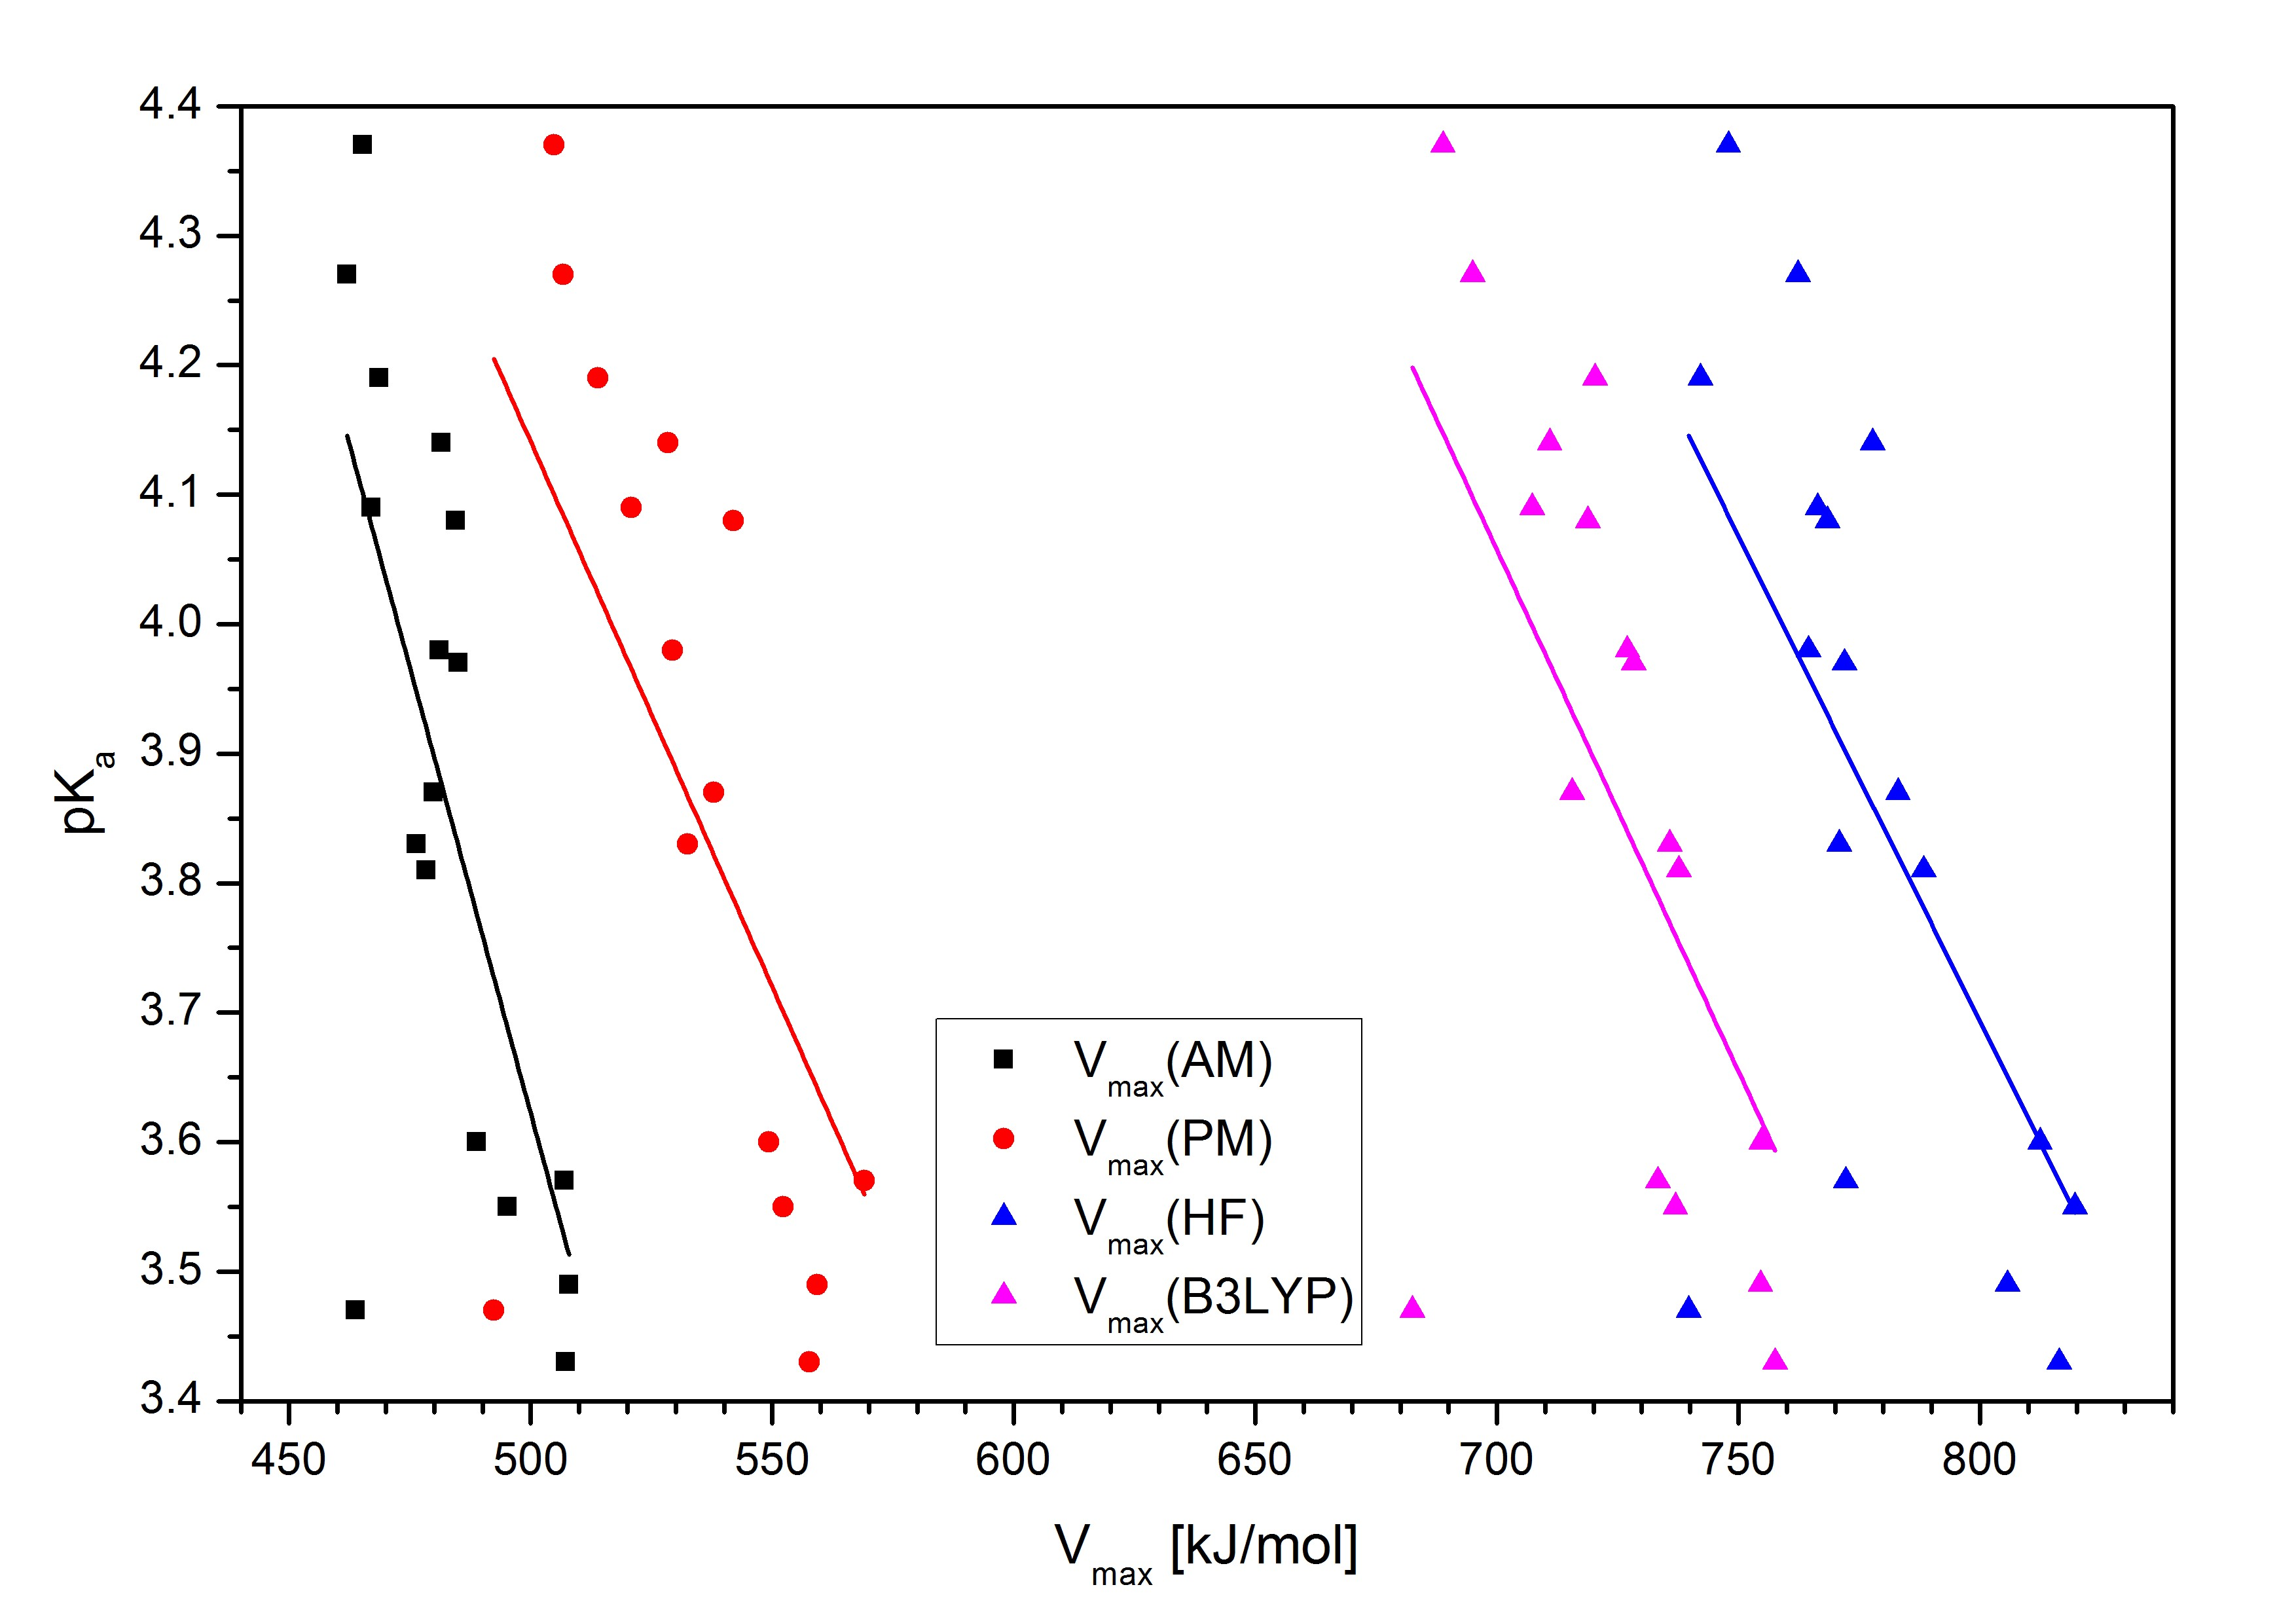 4.4
4.3
4.2
4.1
4.0
3.9
3.8
3.7
3.6
3.5
3.4
pKa
Vmax(AM)
Vmax(PM)
Vmax(HF)
Vmax(B3LYP)
450 500 550 600 650 700 750 800
Vmax [kJ/mol]